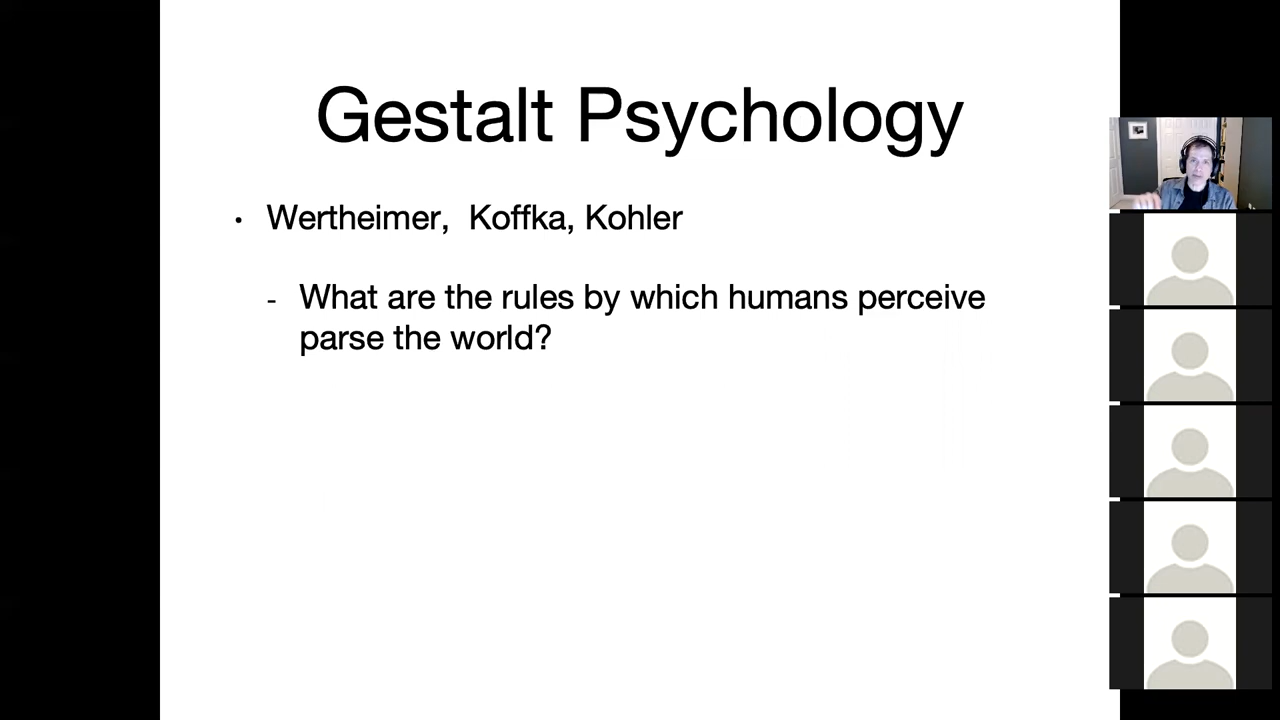 Gestalt Psychology
• Wertheimer, Koffka, Kohler
- What are the rules by which humans perceive
parse the world?